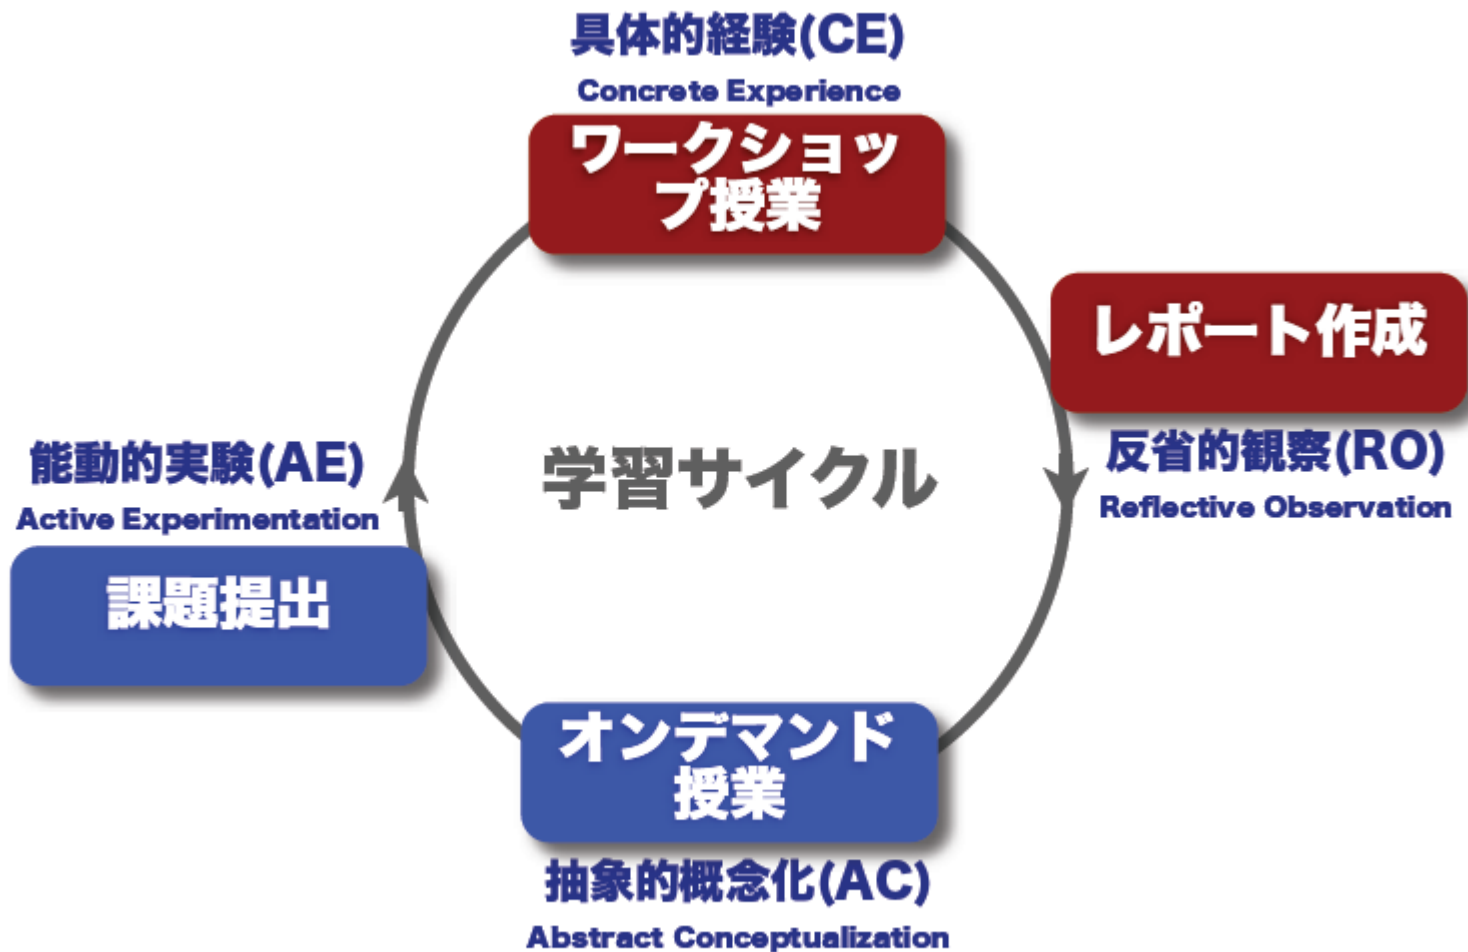 具体的経験(CE)
Concrete Experience
ワークショッ
プ授業
レポート作成
反省的観察(RO)
Reflective Observation
学習サイクル
能動的実験(AE)
Active Experimentation
課題提出
オンデマンド
授業
抽象的概念化(AC)
Abstract Conceptualization